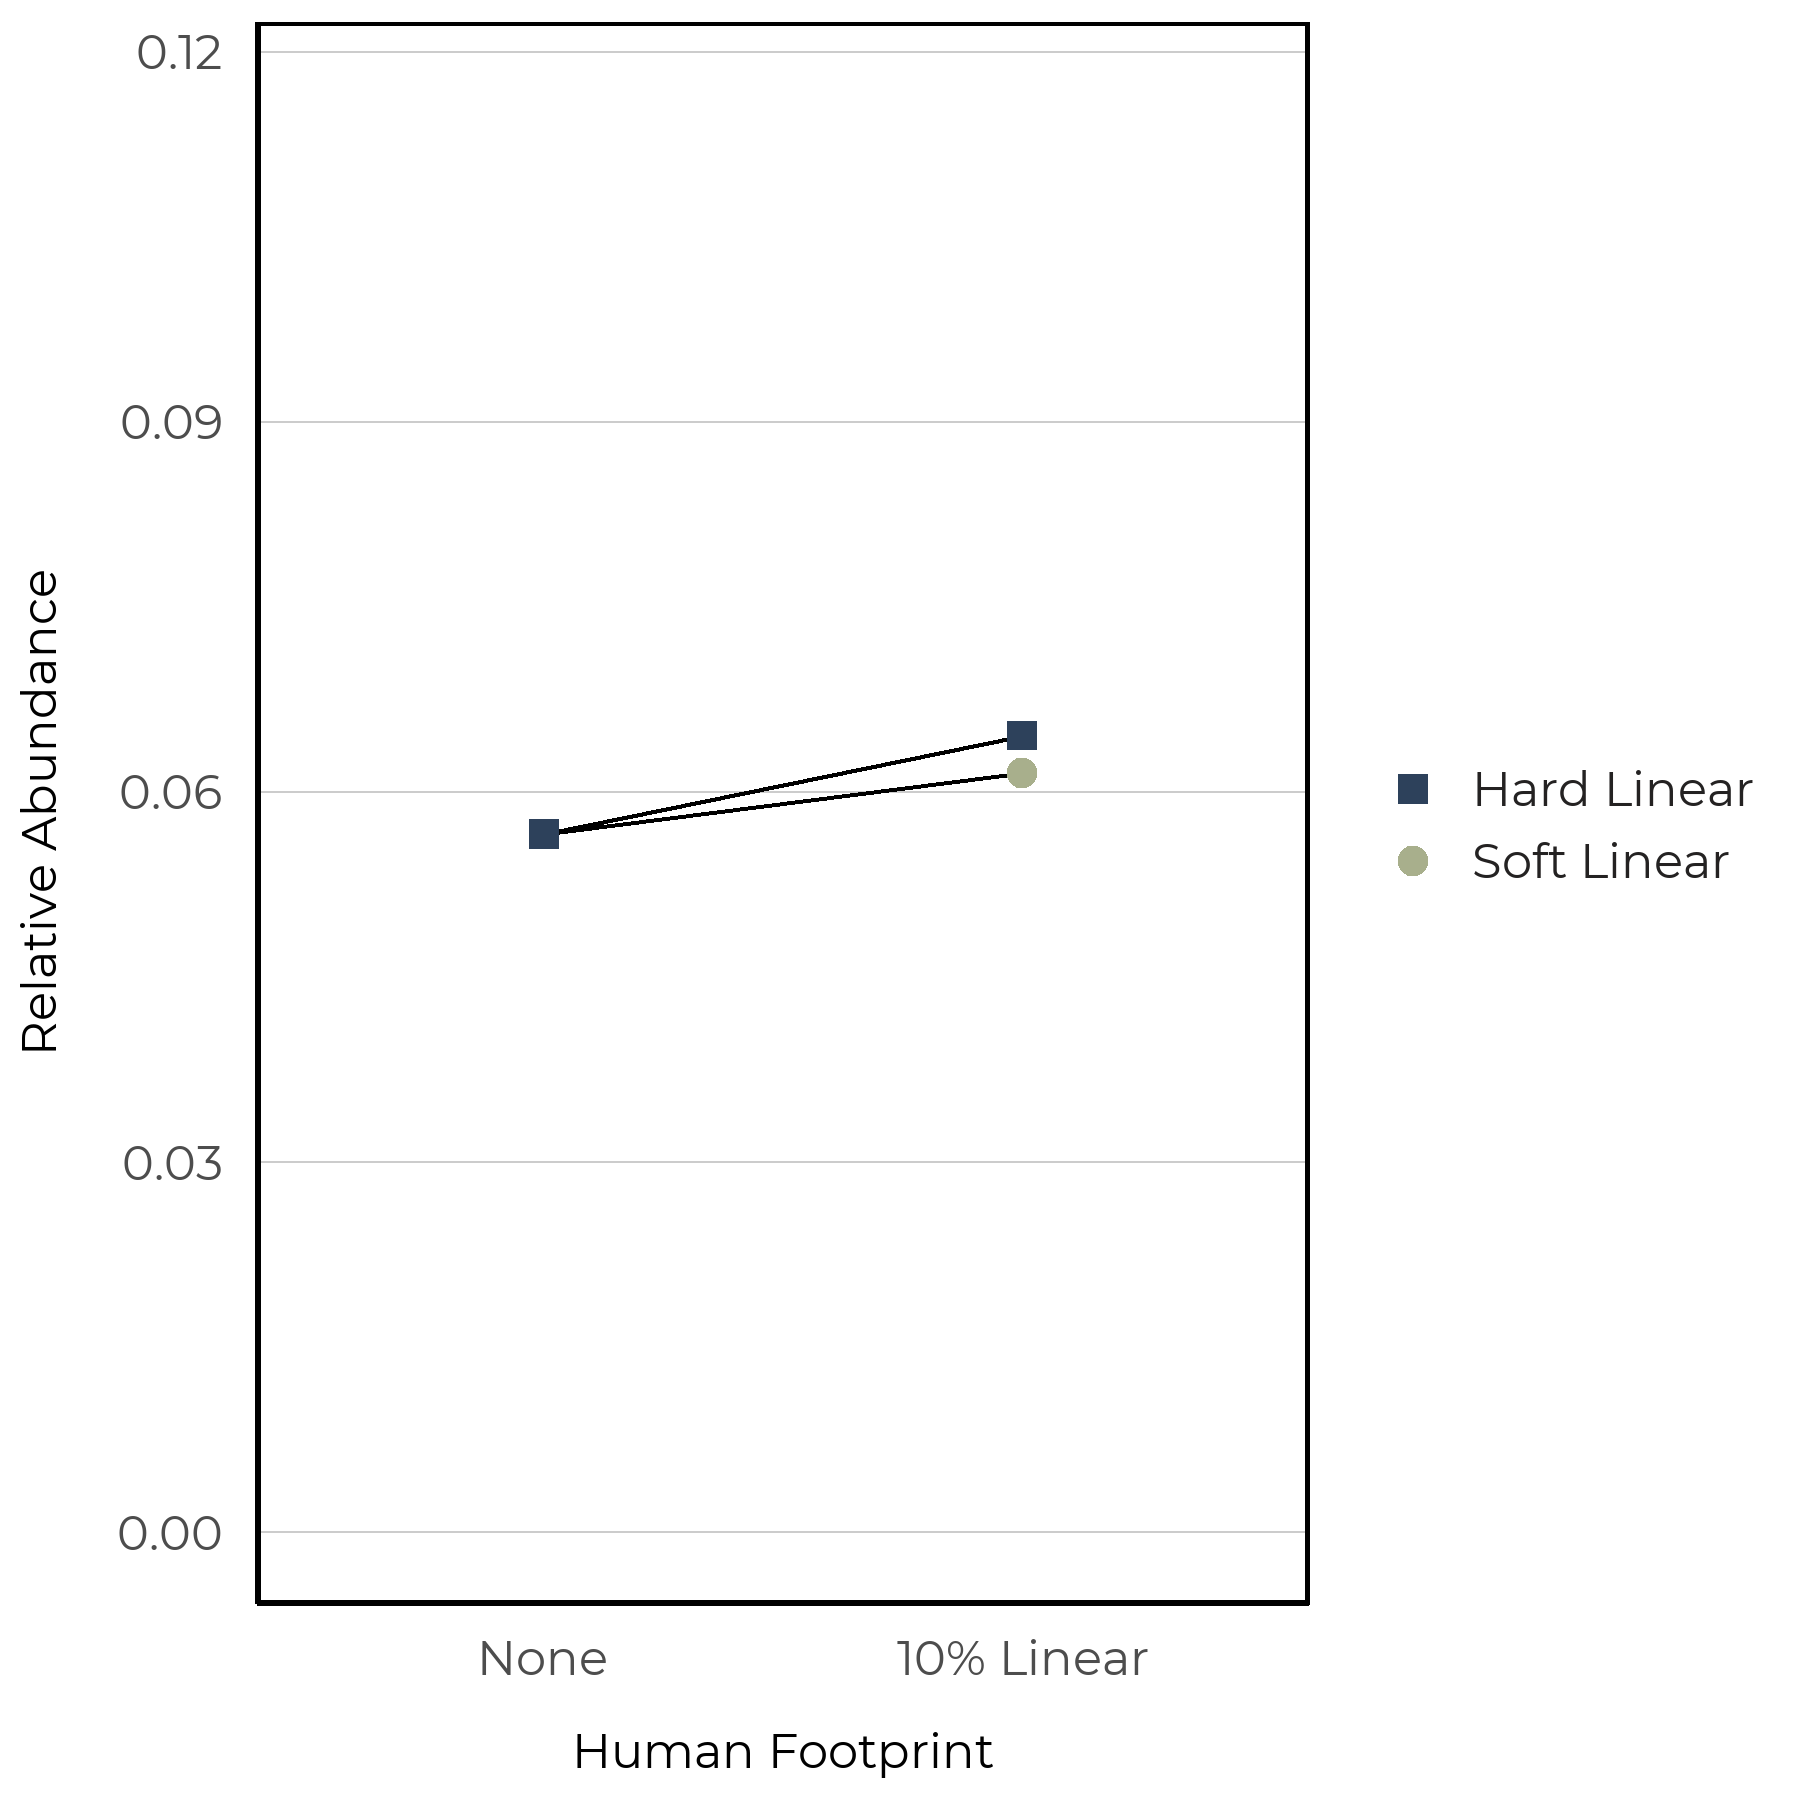 0.12
0.09
0.06
0.03
0.00
Relative Abundance
None
10% Linear
Human Footprint
Hard Linear
Soft Linear